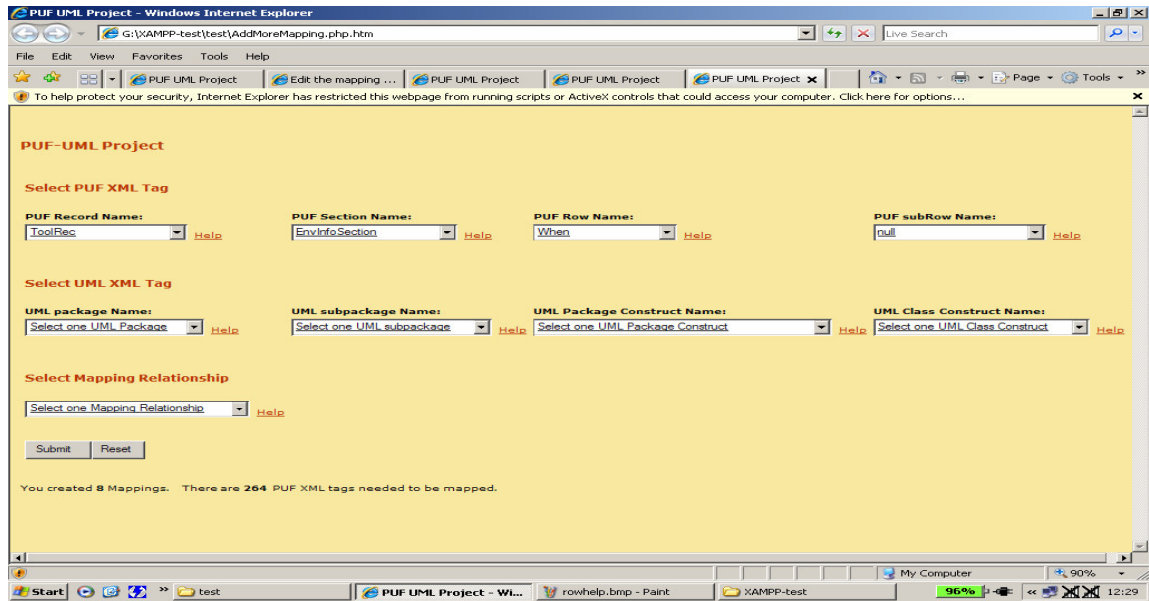 PUF UML Project - Windows Internet Explorer
G:\XAMPP-test\test\AddMoreMapping.php.htm
Live Search
File Edit View Favorites Tools Help
PUF UML Project Edit the mapping ... PUF UML Project PUF UML Project PUF UML Project Page Tools
To help protect your security, Internet Explorer has restricted this webpage from running scripts or ActiveX controls that could access your computer. Click here for options...
PUF-UML Project
Select PUF XML Tag
PUF Record Name: PUF Section Name: PUF Row Name: PUF subRow Name:
ToolRec Help EnvInfoSection Help When Help null Help
Select UML XML Tag
UML package Name: UML subpackage Name: UML Package Construct Name: UML Class Construct Name:
Select one UML Package Help Select one UML subpackage Help Select one UML Package Construct Help Select one UML Class Construct Help
Select Mapping Relationship
Select one Mapping Relationship Help
Submit Reset
You created 8 Mappings. There are 264 PUF XML tags needed to be mapped.
My Computer 90%
Start test PUF UML Project - Wi... rowhelp.bmp - Paint XAMPP-test 96% 12:29